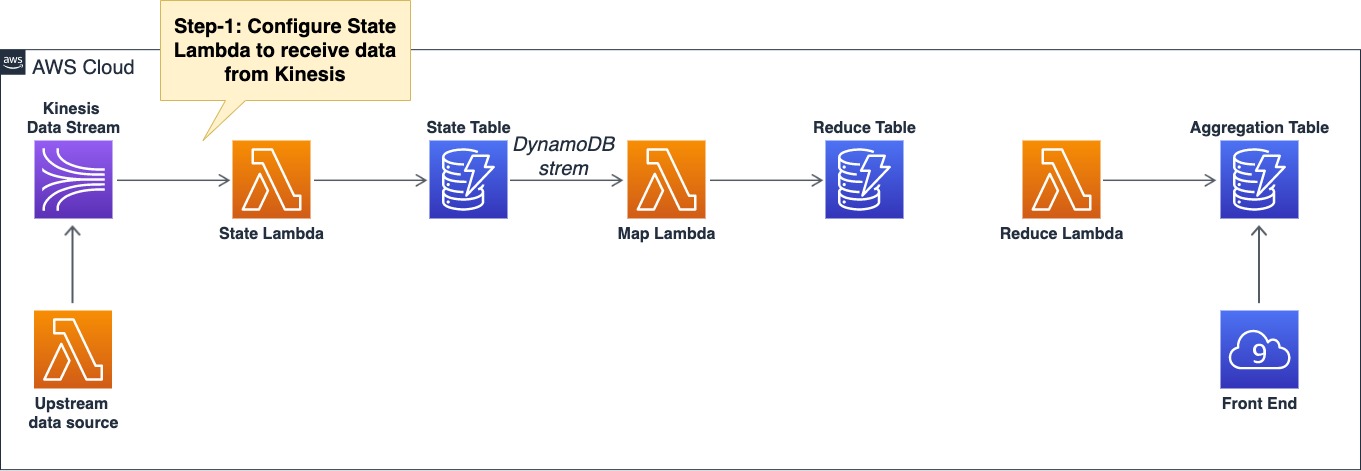 Step-1: Configure State
Lambda to receive data
from Kinesis
aws
AWS Cloud
Kinesis
Data Stream
State Table
DynamoDB
strem
Reduce Table
Aggregation Table
State Lambda
Map Lambda
Reduce Lambda
9
Upstream
data source
Front End